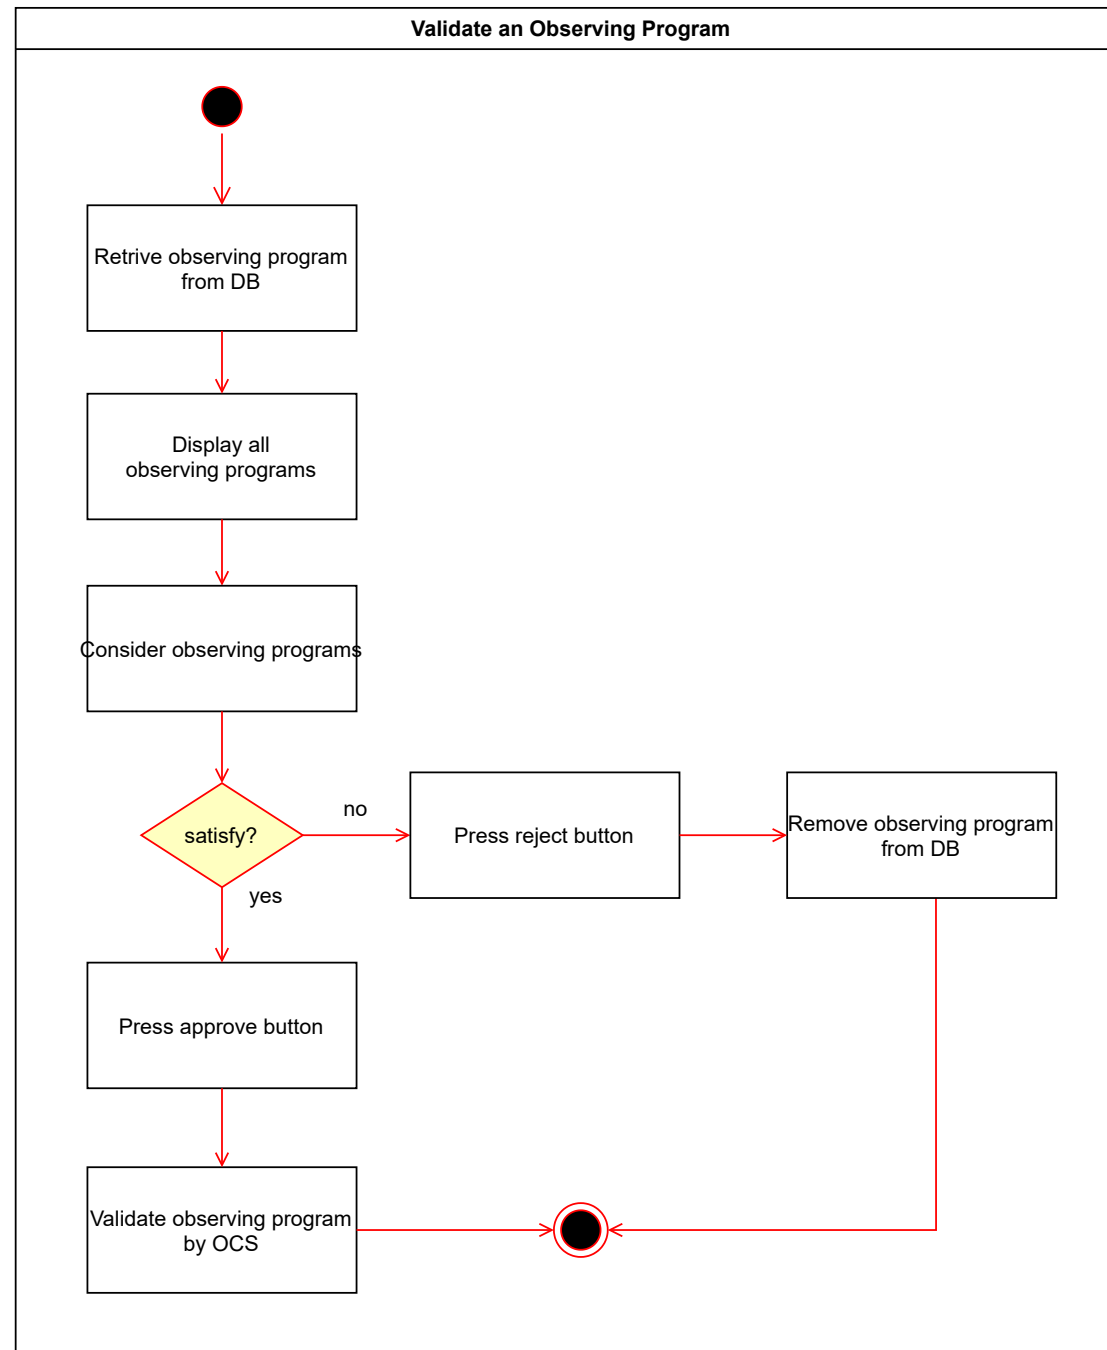 Validate an Observing Program
Retrive observing program
from DB
Display all
observing programs
Consider observing programs
satisfy?
no
yes
Press reject button
Remove observing program
from DB
Press approve button
Validate observing program
by OCS